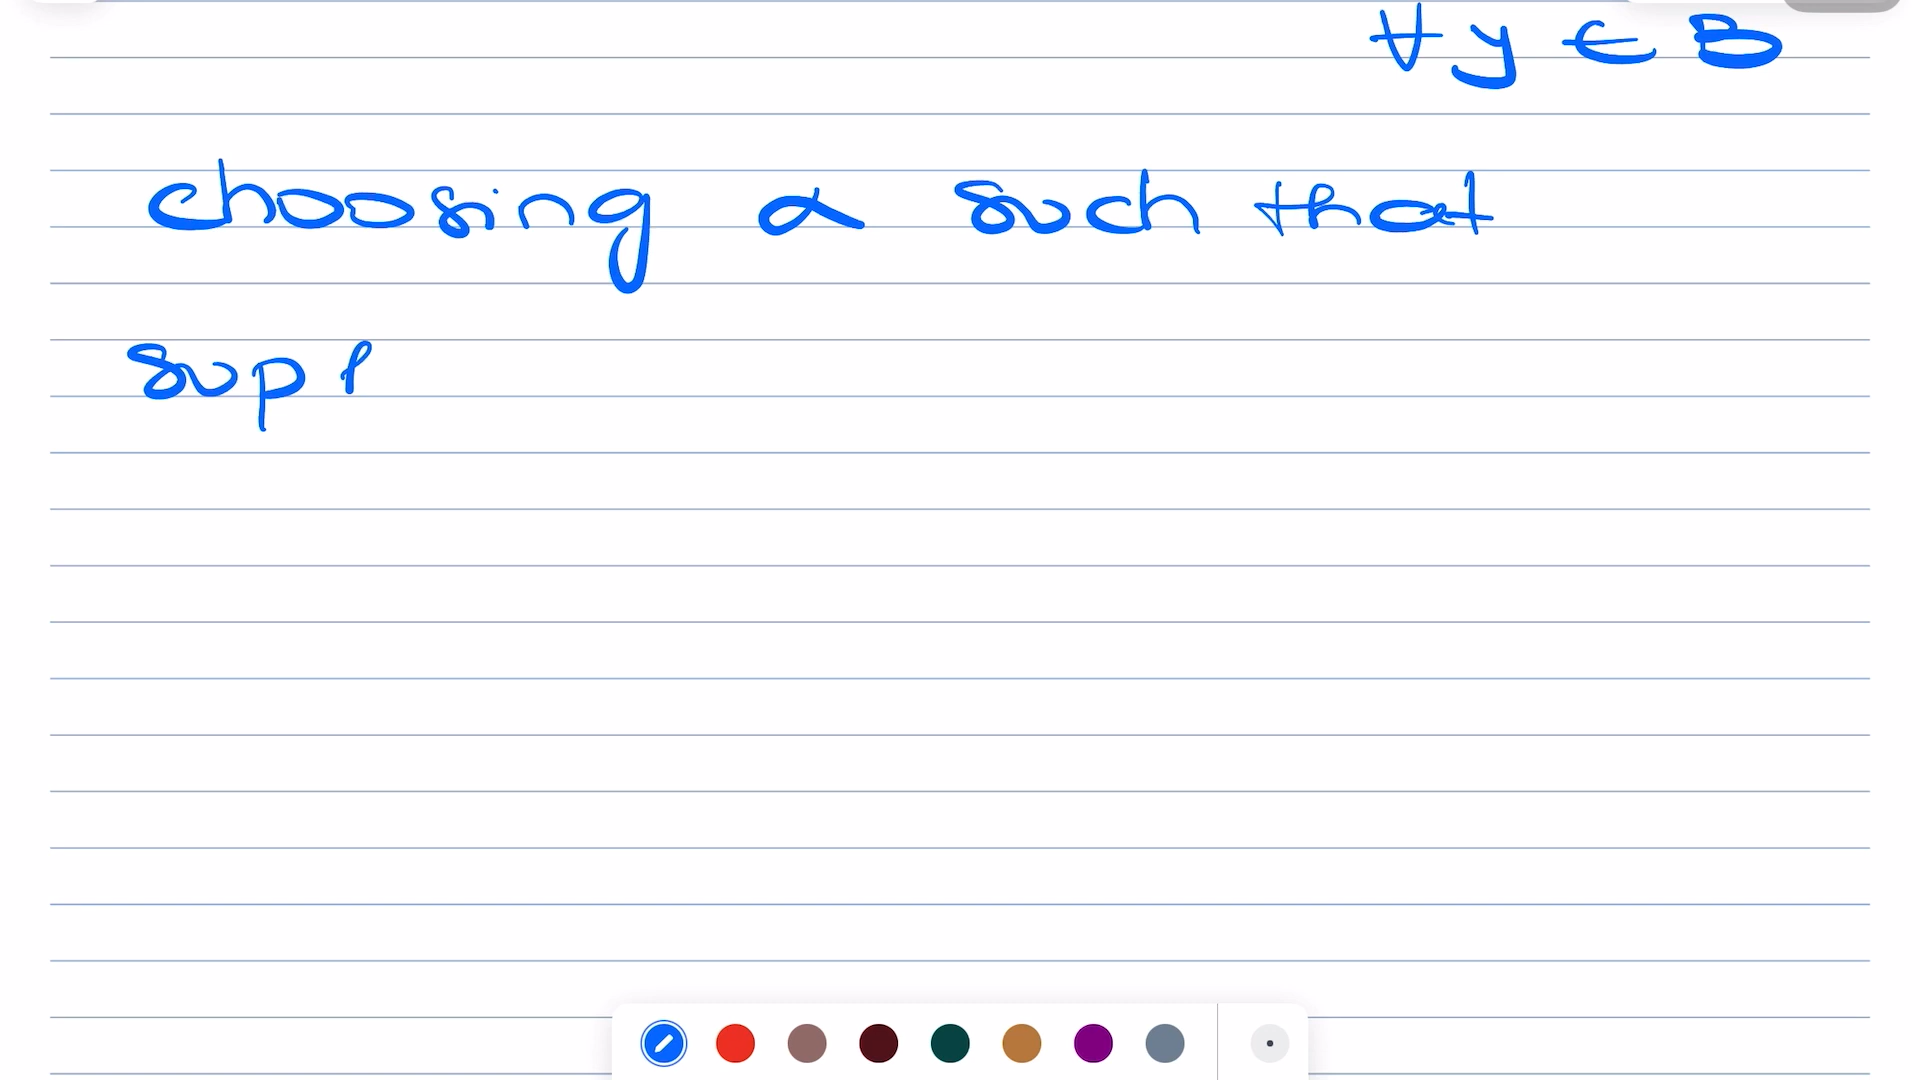 ∀ y ∈ B
choosing α such that
sup